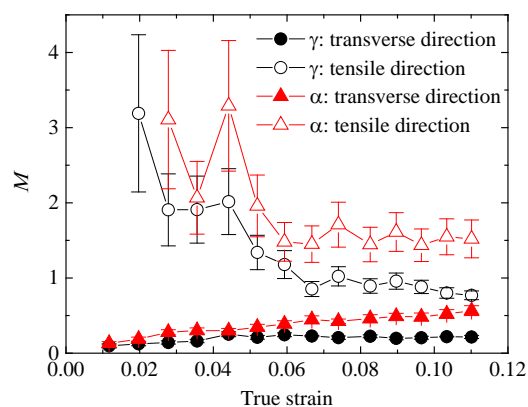 4
3
2
1
0
M
γ: transverse direction
γ: tensile direction
α: transverse direction
α: tensile direction
0.00 0.02 0.04 0.06 0.08 0.10 0.12
True strain